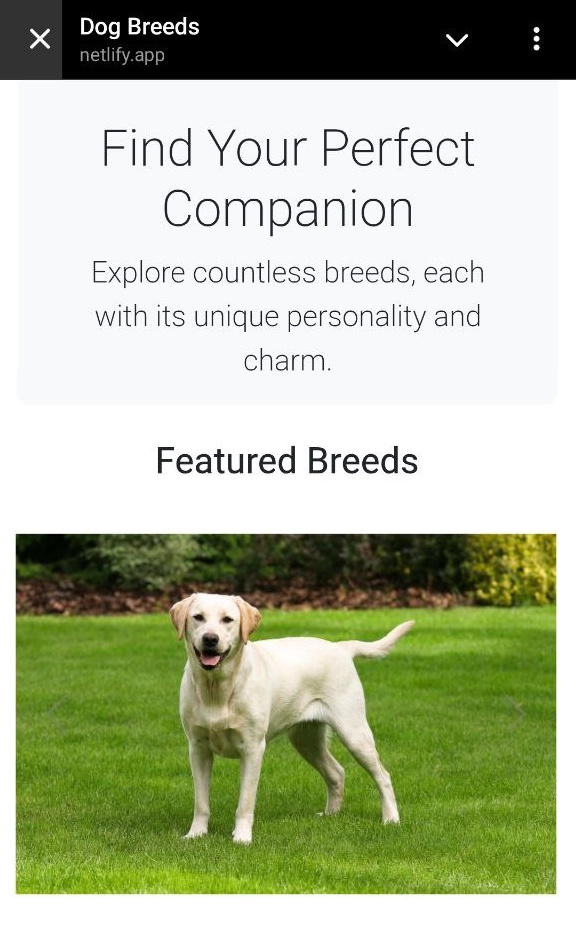 Dog Breeds
netlify.app
Find Your Perfect
Companion
Explore countless breeds, each
with its unique personality and
charm.
Featured Breeds